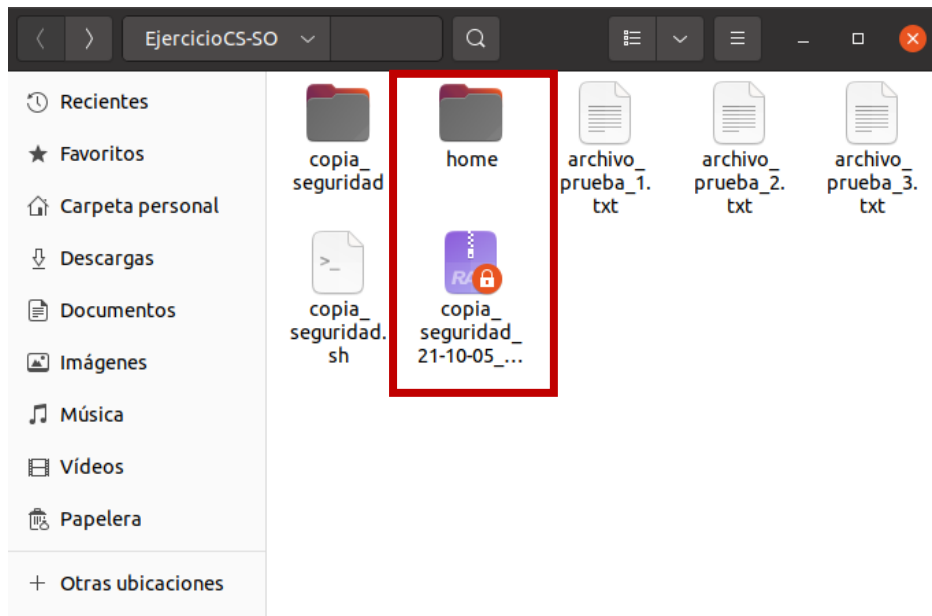 EjercicioCS-SO
Recientes
Favoritos
Carpeta personal
Descargas
Documentos
Imágenes
Música
Vídeos
Papelera
Otras ubicaciones
copia_
seguridad
home
archivo_
prueba_1.
txt
archivo_
prueba_2.
txt
archivo_
prueba_3.
txt
>_
copia_
seguridad.
sh
copia_
seguridad_
21-10-05_...